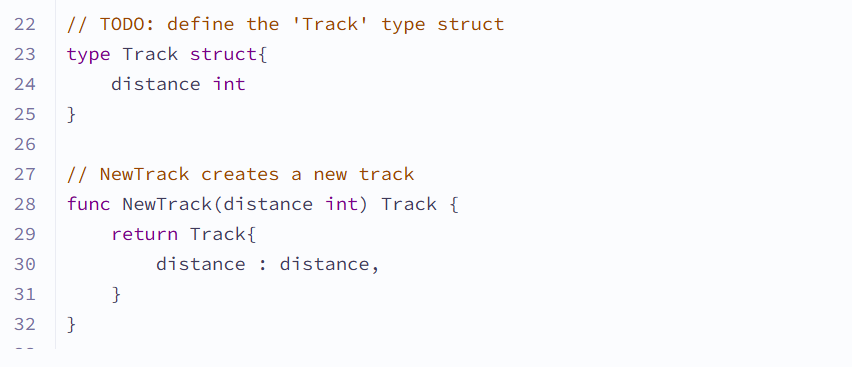 22 // TODO: define the 'Track' type struct
23 type Track struct{
24     distance int
25 }
26
27 // NewTrack creates a new track
28 func NewTrack(distance int) Track {
29     return Track{
30         distance : distance,
31     }
32 }